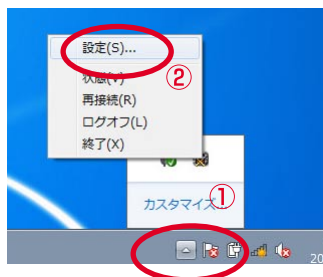 設定(S)...
②
状態(V)
再接続(R)
ログオフ(L)
終了(X)
カスタマイズ...
①
20